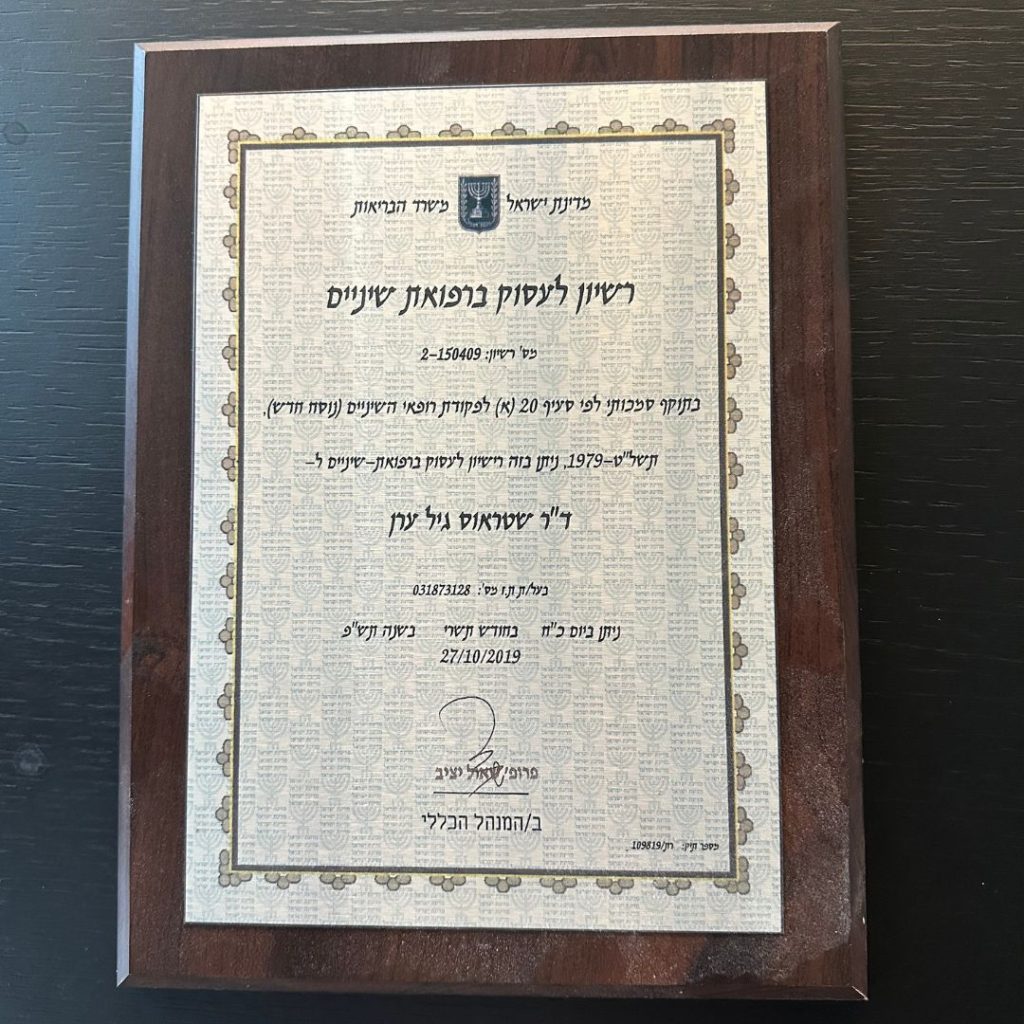 מדינת ישראל משרד הבריאות
רשיון לעסוק ברפואת שיניים
מס' רשיון: 2-150409
בתוקף סמכותי לפי סעיף 20 (א) לפקודת רופאי השיניים (נוסח חדש),
תשל"ט-1979, ניתן בזה רישיון לעסוק ברפואת-שיניים ל-
ד"ר שטראוס גיל ערן
בעל/ת ת.ז מס': 031873128
ניתן ביום כ"ח בחודש תשרי בשנה תש"פ
27/10/2019
פרופ' שאול יציב
ב/המנהל הכללי
מספר תיק: רת/109819